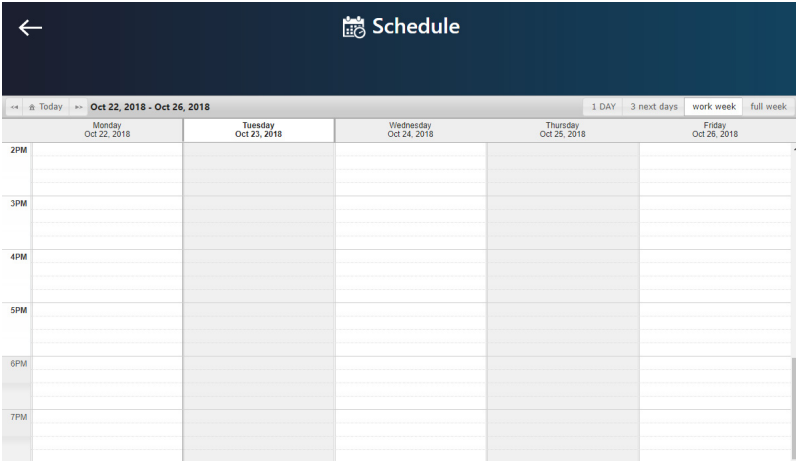 Schedule
Today Oct 22, 2018 - Oct 26, 2018 1 DAY 3 next days work week full week
Monday Tuesday Wednesday Thursday Friday
Oct 22, 2018 Oct 23, 2018 Oct 24, 2018 Oct 25, 2018 Oct 26, 2018
2PM
3PM
4PM
5PM
6PM
7PM